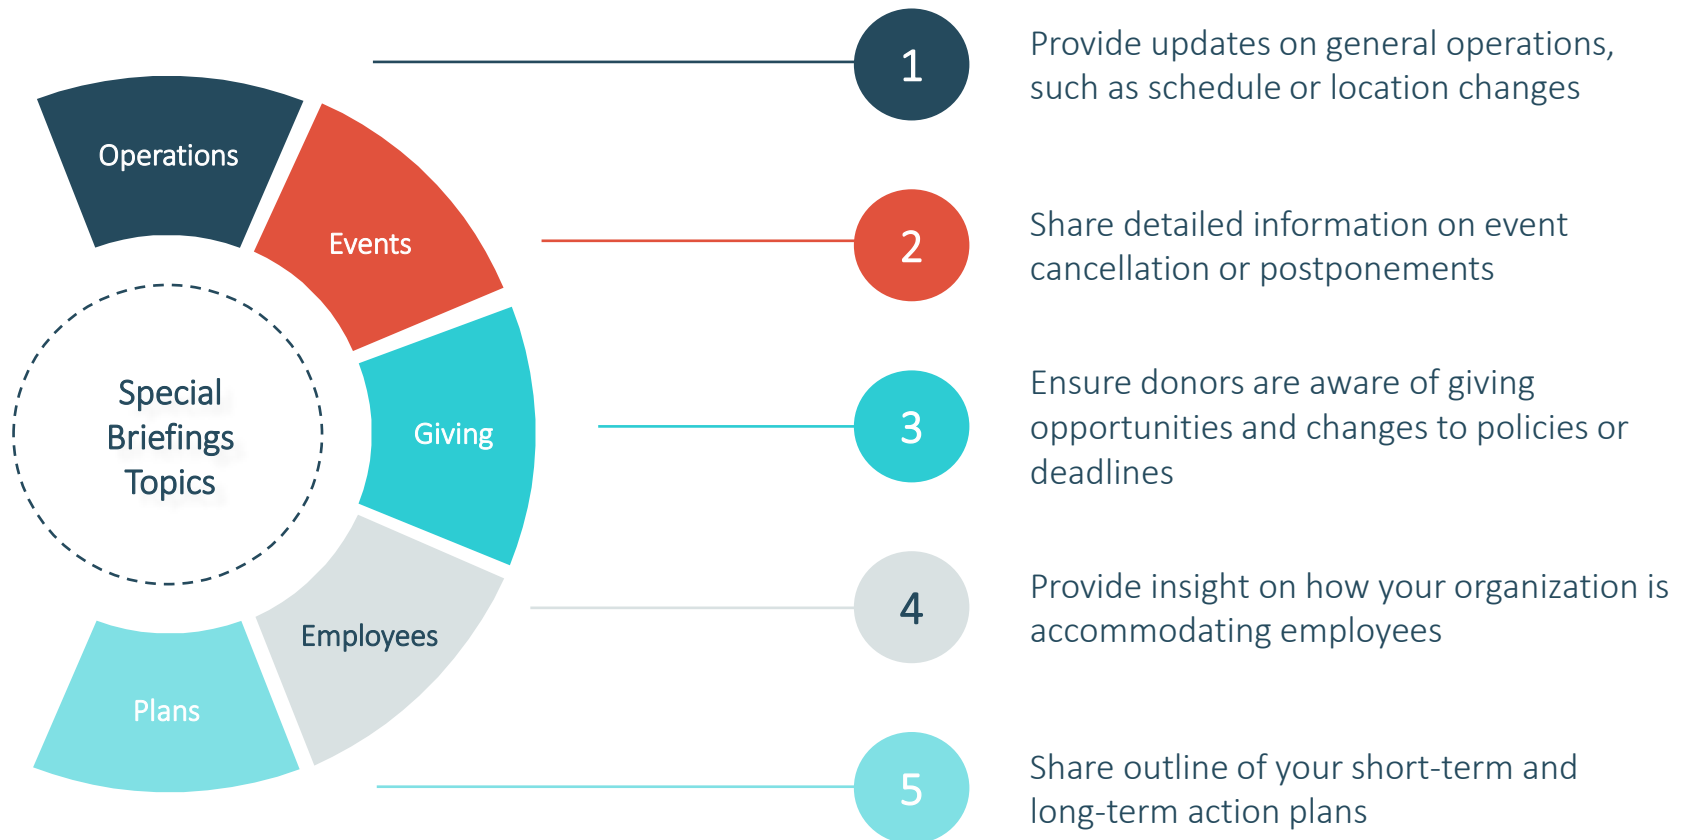 Operations
Events
Giving
Employees
Plans
Special
Briefings
Topics
1
Provide updates on general operations,
such as schedule or location changes
2
Share detailed information on event
cancellation or postponements
3
Ensure donors are aware of giving
opportunities and changes to policies or
deadlines
4
Provide insight on how your organization is
accommodating employees
5
Share outline of your short-term and
long-term action plans